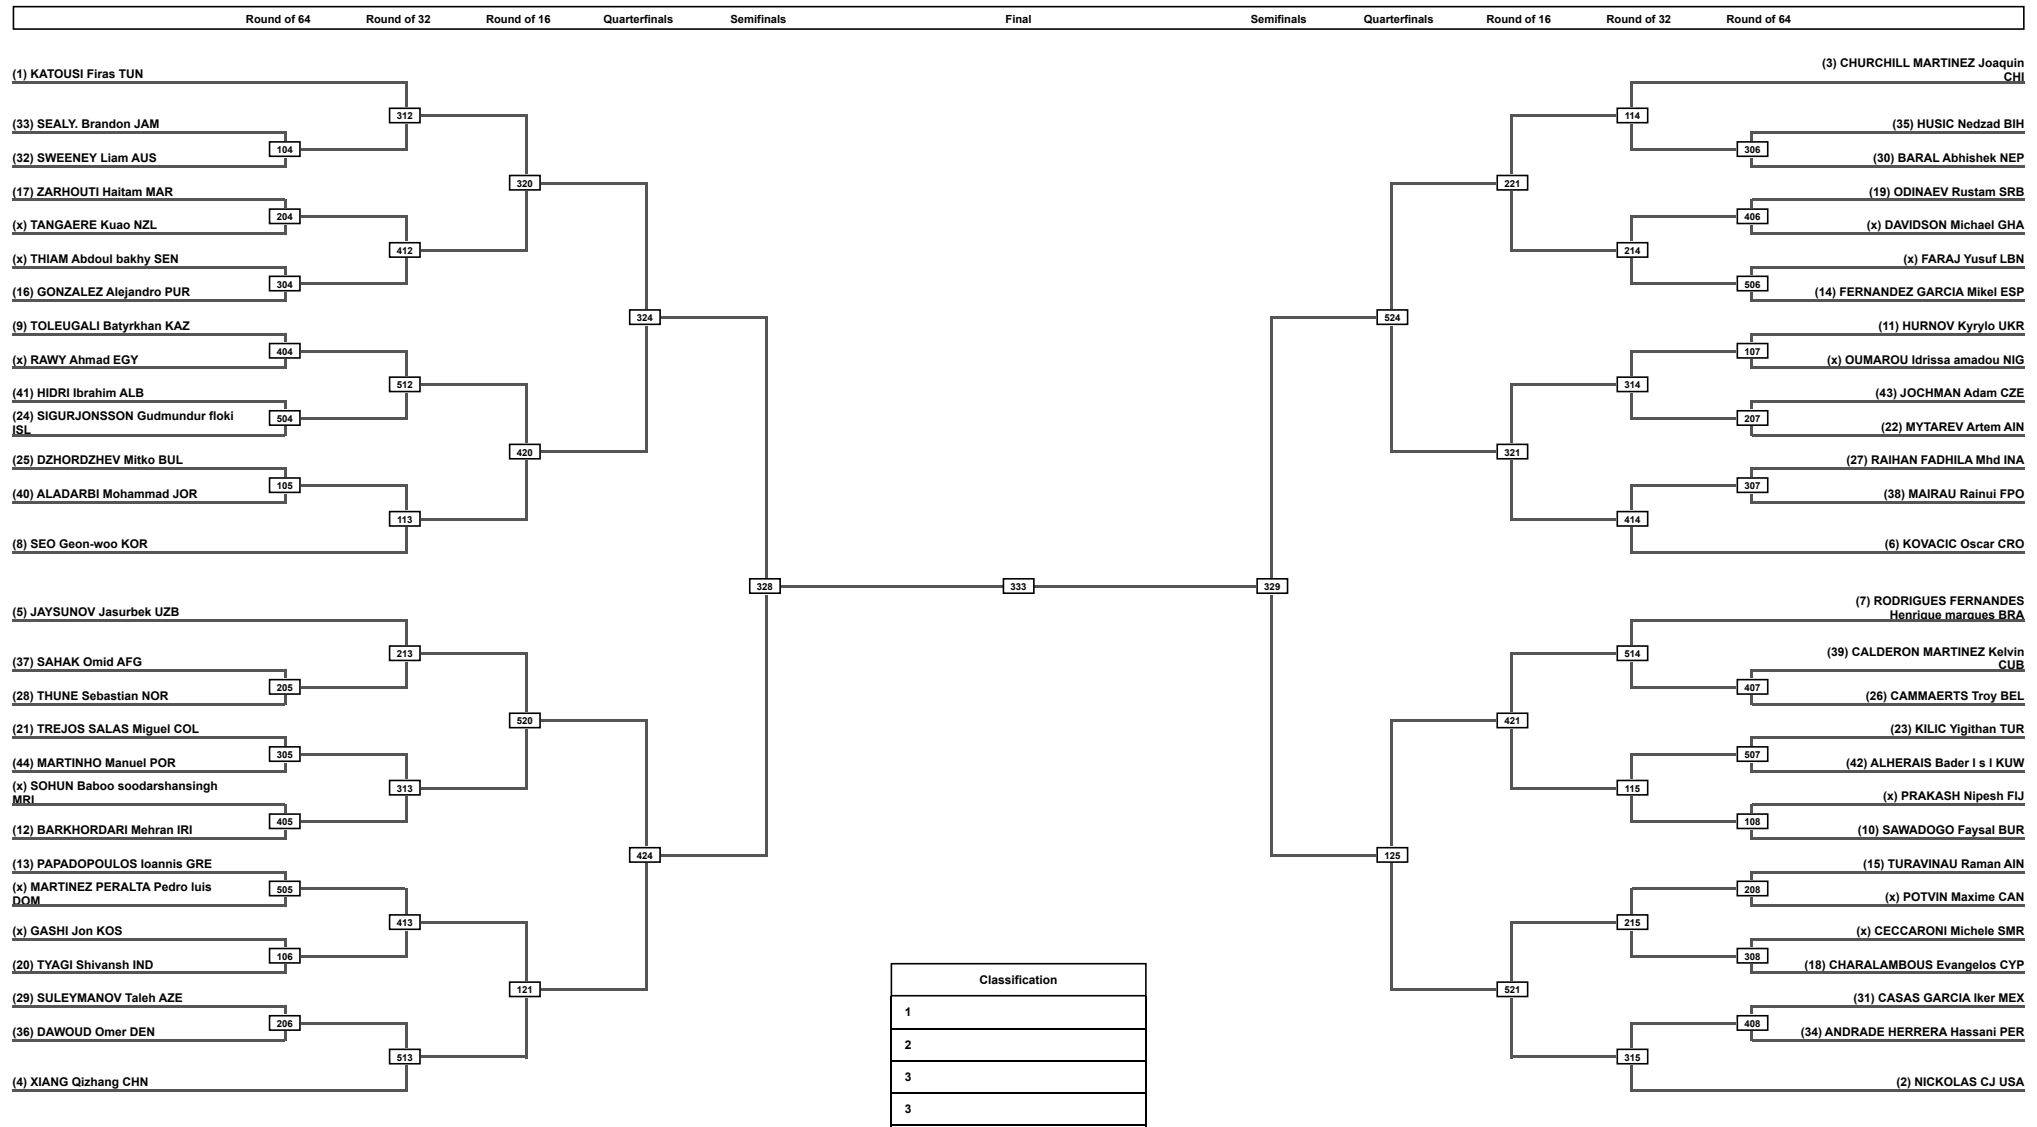 Round of 64 Round of 32 Round of 16 Quarterfinals Semifinals Final Semifinals Quarterfinals Round of 16 Round of 32 Round of 64
(1) KATOUSI Firas TUN
312
(33) SEALY. Brandon JAM
104
(32) SWEENEY Liam AUS
320
(17) ZARHOUTI Haitam MAR
204
(x) TANGAERE Kuao NZL
412
(x) THIAM Abdoul bakhy SEN
304
(16) GONZALEZ Alejandro PUR
324
(9) TOLEUGALI Batyrkhan KAZ
404
(x) RAWY Ahmad EGY
512
(41) HIDRI Ibrahim ALB
(24) SIGURJONSSON Gudmundur floki
ISL
504
420
(25) DZHORDZHEV Mitko BUL
105
(40) ALADARBI Mohammad JOR
113
(8) SEO Geon-woo KOR
328
(5) JAYSUNOV Jasurbek UZB
213
(37) SAHAK Omid AFG
205
(28) THUNE Sebastian NOR
520
(21) TREJOS SALAS Miguel COL
305
(44) MARTINHO Manuel POR
313
(x) SOHUN Baboo soodarshansingh
MRI
405
(12) BARKHORDARI Mehran IRI
424
(13) PAPADOPOULOS Ioannis GRE
505
(x) MARTINEZ PERALTA Pedro luis
DOM
413
(x) GASHI Jon KOS
106
(20) TYAGI Shivansh IND
121
(29) SULEYMANOV Taleh AZE
206
(36) DAWOUD Omer DEN
513
(4) XIANG Qizhang CHN
333
(3) CHURCHILL MARTINEZ Joaquin
CHI
114
(35) HUSIC Nedzad BIH
306
(30) BARAL Abhishek NEP
221
(19) ODINAEV Rustam SRB
406
(x) DAVIDSON Michael GHA
214
(x) FARAJ Yusuf LBN
506
(14) FERNANDEZ GARCIA Mikel ESP
524
(11) HURNOV Kyrylo UKR
107
(x) OUMAROU Idrissa amadou NIG
314
(43) JOCHMAN Adam CZE
207
(22) MYTAREV Artem AIN
321
(27) RAIHAN FADHILA Mhd INA
307
(38) MAIRAU Rainui FPO
414
(6) KOVACIC Oscar CRO
329
(7) RODRIGUES FERNANDES
Henrique marques BRA
514
(39) CALDERON MARTINEZ Kelvin
CUB
407
(26) CAMMAERTS Troy BEL
421
(23) KILIC Yigithan TUR
507
(42) ALHERAIS Bader l s l KUW
115
(x) PRAKASH Nipesh FIJ
108
(10) SAWADOGO Faysal BUR
125
(15) TURAVINAU Raman AIN
208
(x) POTVIN Maxime CAN
215
(x) CECCARONI Michele SMR
308
(18) CHARALAMBOUS Evangelos CYP
521
(31) CASAS GARCIA Iker MEX
408
(34) ANDRADE HERRERA Hassani PER
315
(2) NICKOLAS CJ USA
Classification
1
2
3
3